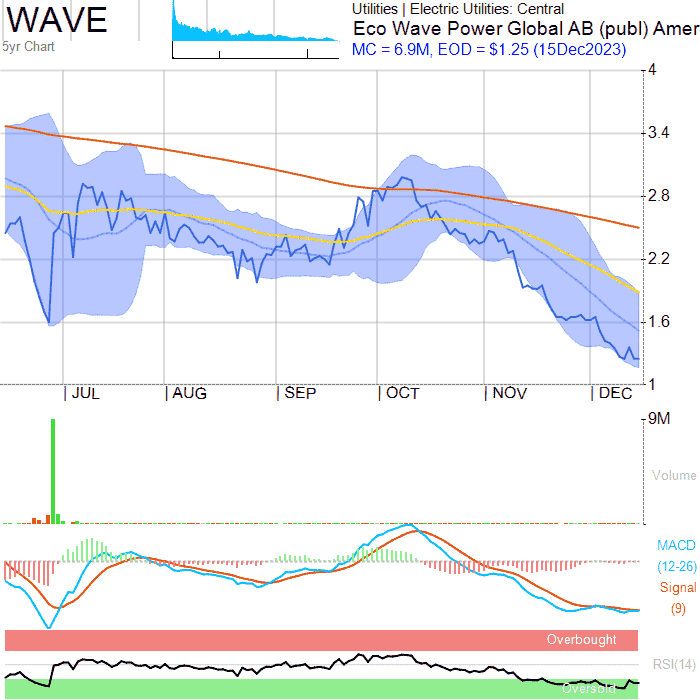 WAVE
5yr Chart
Utilities | Electric Utilities: Central
Eco Wave Power Global AB (publ) Amer
MC = 6.9M, EOD = $1.25 (15Dec2023)
4
3.4
2.8
2.2
1.6
1
JUL AUG SEP OCT NOV DEC
9M
Volume
MACD
(12-26)
Signal
(9)
Overbought
RSI(14)
Oversold